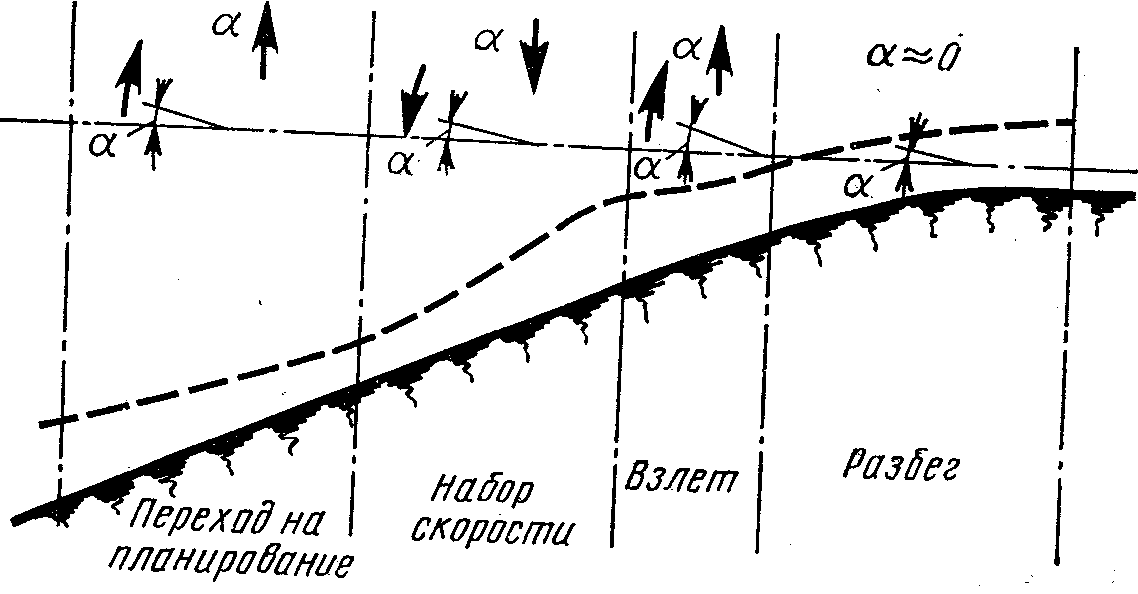 α
α
α
α≈0
α
α
α
α
Переход на
планирование
Набор
скорости
Взлет
Разбег